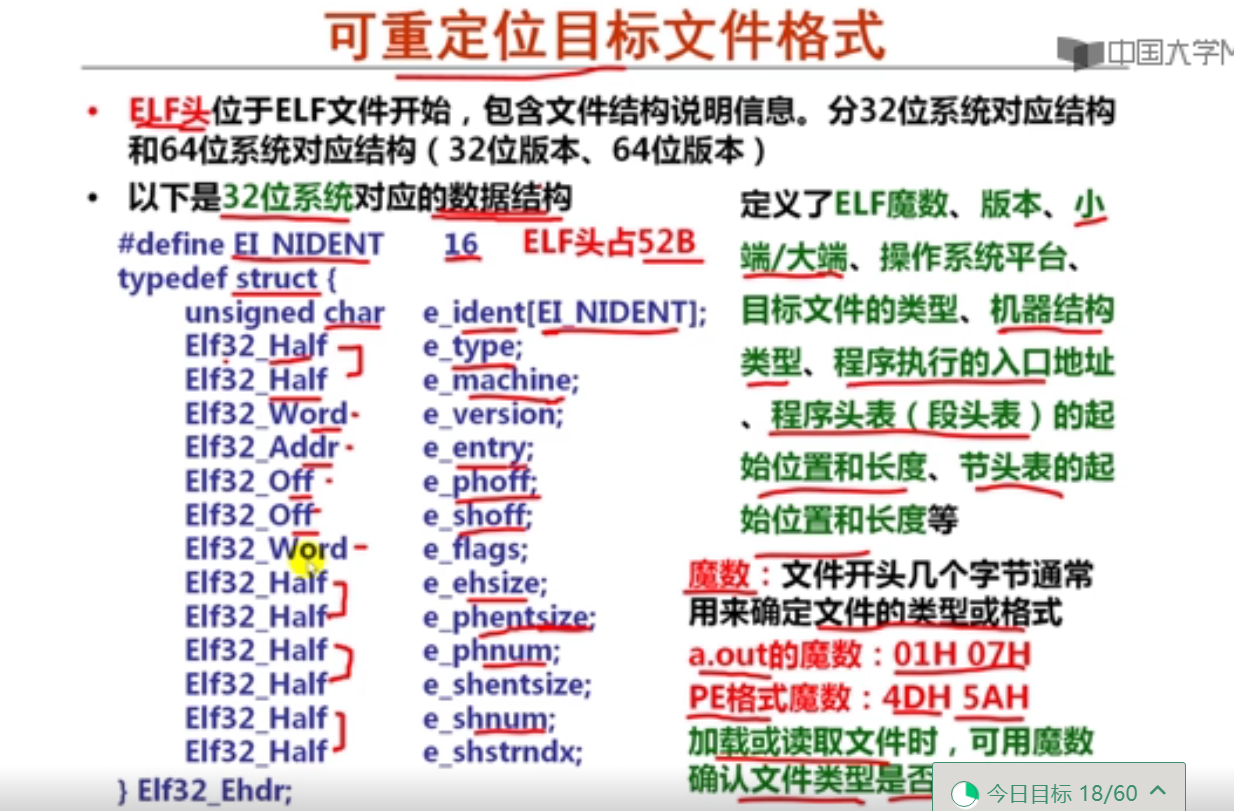 可重定位目标文件格式
中国大学M
• ELF头位于ELF文件开始，包含文件结构说明信息。分32位系统对应结构
和64位系统对应结构（32位版本、64位版本）
• 以下是32位系统对应的数据结构
#define EI_NIDENT 16 ELF头占52B
typedef struct {
unsigned char e_ident[EI_NIDENT];
Elf32_Half e_type;
Elf32_Half e_machine;
Elf32_Word e_version;
Elf32_Addr e_entry;
Elf32_Off e_phoff;
Elf32_Off e_shoff;
Elf32_Word e_flags;
Elf32_Half e_ehsize;
Elf32_Half e_phentsize;
Elf32_Half e_phnum;
Elf32_Half e_shentsize;
Elf32_Half e_shnum;
Elf32_Half e_shstrndx;
} Elf32_Ehdr;
定义了ELF魔数、版本、小
端/大端、操作系统平台、
目标文件的类型、机器结构
类型、程序执行的入口地址
、程序头表（段头表）的起
始位置和长度、节头表的起
始位置和长度等
魔数：文件开头几个字节通常
用来确定文件的类型或格式
a.out的魔数：01H 07H
PE格式魔数：4DH 5AH
加载或读取文件时，可用魔数
确认文件类型是否
今日目标 18/60